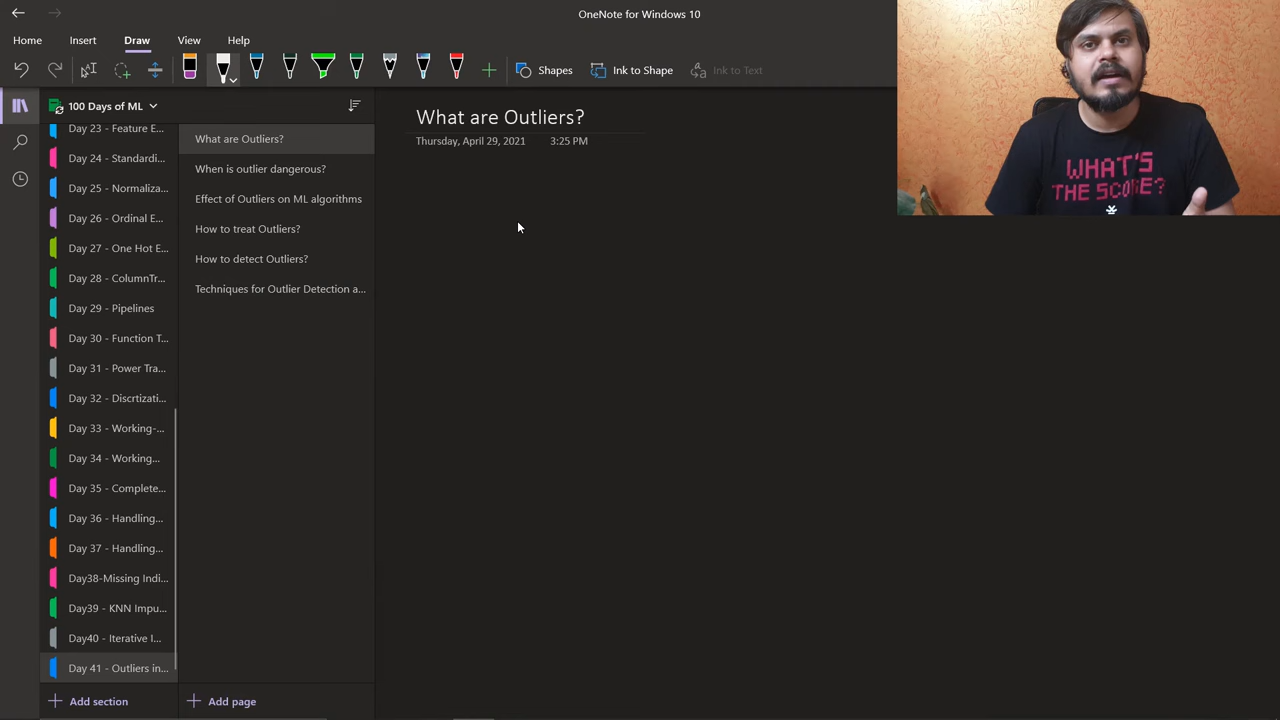 OneNote for Windows 10
Home Insert Draw View Help
Shapes Ink to Shape Ink to Text
100 Days of ML
Day 23 - Feature E...
Day 24 - Standardi...
Day 25 - Normaliza...
Day 26 - Ordinal E...
Day 27 - One Hot E...
Day 28 - ColumnTr...
Day 29 - Pipelines
Day 30 - Function T...
Day 31 - Power Tra...
Day 32 - Discrtizati...
Day 33 - Working-...
Day 34 - Working...
Day 35 - Complete...
Day 36 - Handling...
Day 37 - Handling...
Day38-Missing Indi...
Day39 - KNN Impu...
Day40 - Iterative I...
Day 41 - Outliers in...
Add section
What are Outliers?
When is outlier dangerous?
Effect of Outliers on ML algorithms
How to treat Outliers?
How to detect Outliers?
Techniques for Outlier Detection a...
Add page
What are Outliers?
Thursday, April 29, 2021 3:25 PM
WHAT'S
THE SCORE?